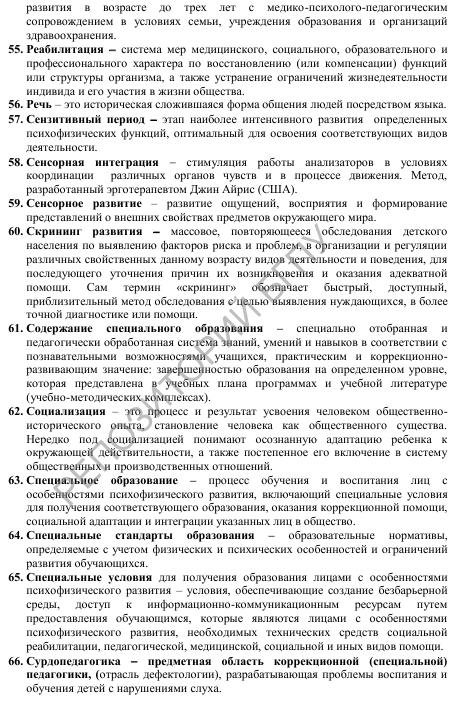 развития в возрасте до трех лет с медико-психолого-педагогическим
сопровождением в условиях семьи, учреждения образования и организаций
здравоохранения.
55. Реабилитация – система мер медицинского, социального, образовательного и
профессионального характера по восстановлению (или компенсации) функций
или структуры организма, а также устранение ограничений жизнедеятельности
индивида и его участия в жизни общества.
56. Речь – это историческая сложившаяся форма общения людей посредством языка.
57. Сензитивный период – этап наиболее интенсивного развития определенных
психофизических функций, оптимальный для освоения соответствующих видов
деятельности.
58. Сенсорная интеграция – стимуляция работы анализаторов в условиях
координации различных органов чувств и в процессе движения. Метод,
разработанный эрготерапевтом Джин Айрис (США).
59. Сенсорное развитие – развитие ощущений, восприятия и формирование
представлений о внешних свойствах предметов окружающего мира.
60. Скрининг развития – массовое, повторяющееся обследования детского
населения по выявлению факторов риска и проблем, в организации и регуляции
различных свойственных данному возрасту видов деятельности и поведения, для
последующего уточнения причин их возникновения и оказания адекватной
помощи. Сам термин «скрининг» обозначает быстрый, доступный,
приблизительный метод обследования с целью выявления нуждающихся, в более
точной диагностике или помощи.
61. Содержание специального образования – специально отобранная и
педагогически обработанная система знаний, умений и навыков в соответствии с
познавательными возможностями учащихся, практическим и коррекционно-
развивающим значение: завершенностью образования на определенном уровне,
которая представлена в учебных плана программах и учебной литературе
(учебно-методических комплексах).
62. Социализация – это процесс и результат усвоения человеком общественно-
исторического опыта, становление человека как общественного существа.
Нередко под социализацией понимают осознанную адаптацию ребенка к
окружающей действительности, а также постепенное его включение в систему
общественных и производственных отношений.
63. Специальное образование – процесс обучения и воспитания лиц с
особенностями психофизического развития, включающий специальные условия
для получения соответствующего образования, оказания коррекционной помощи,
социальной адаптации и интеграции указанных лиц в общество.
64. Специальные стандарты образования – образовательные нормативы,
определяемые с учетом физических и психических особенностей и ограничений
развития обучающихся.
65. Специальные условия для получения образования лицами с особенностями
психофизического развития – условия, обеспечивающие создание безбарьерной
среды, доступ к информационно-коммуникационным ресурсам путем
предоставления обучающимся, которые являются лицами с особенностями
психофизического развития, необходимых технических средств социальной
реабилитации, педагогической, медицинской, социальной и иных видов помощи.
66. Сурдопедагогика – предметная область коррекционной (специальной)
педагогики, (отрасль дефектологии), разрабатывающая проблемы воспитания и
обучения детей с нарушениями слуха.
РЕПОЗИТОРИЙ БГПУ